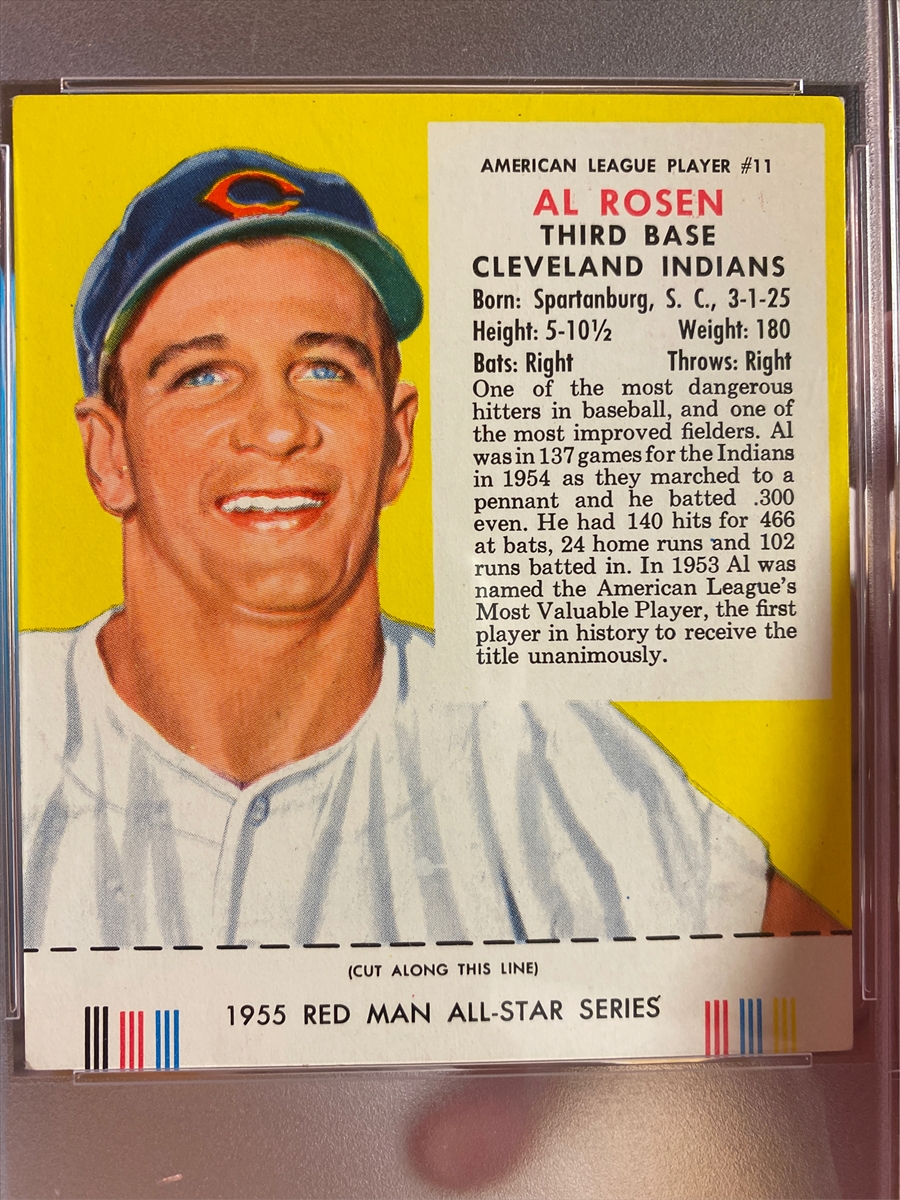 C
AMERICAN LEAGUE PLAYER #11
AL ROSEN
THIRD BASE
CLEVELAND INDIANS
Born: Spartanburg, S. C., 3-1-25
Height: 5-10½ Weight: 180
Bats: Right Throws: Right
One of the most dangerous
hitters in baseball, and one of
the most improved fielders. Al
was in 137 games for the Indians
in 1954 as they marched to a
pennant and he batted .300
even. He had 140 hits for 466
at bats, 24 home runs and 102
runs batted in. In 1953 Al was
named the American League's
Most Valuable Player, the first
player in history to receive the
title unanimously.
(CUT ALONG THIS LINE)
1955 RED MAN ALL-STAR SERIES